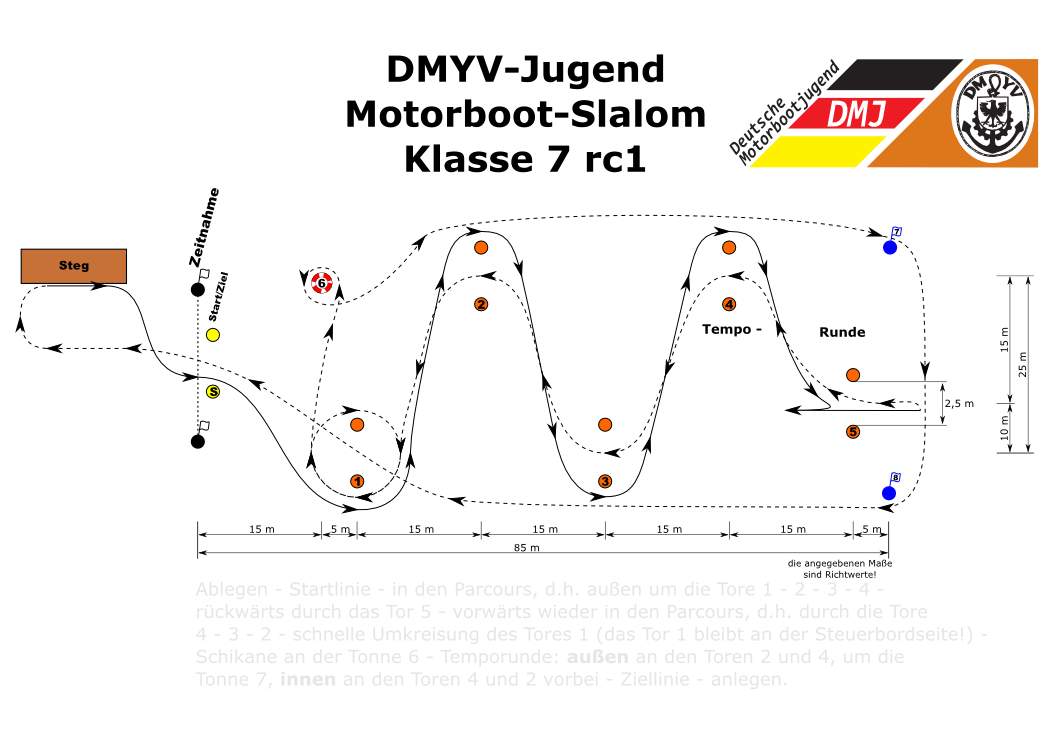 DMYV-Jugend
Motorboot-Slalom
Klasse 7 rc1
Deutsche
Motorbootjugend
DMJ
DMYV
Zeitnahme
Start/Ziel
Steg
6
7
2
4
Tempo -
Runde
S
5
2,5 m
15 m
25 m
10 m
1
3
8
15 m
5 m
15 m
15 m
15 m
15 m
5 m
85 m
die angegebenen Maße
sind Richtwerte!
Ablegen - Startlinie - in den Parcours, d.h. außen um die Tore 1 - 2 - 3 - 4 -
rückwärts durch das Tor 5 - vorwärts wieder in den Parcours, d.h. durch die Tore
4 - 3 - 2 - schnelle Umkreisung des Tores 1 (das Tor 1 bleibt an der Steuerbordseite!) -
Schikane an der Tonne 6 - Temporunde: außen an den Toren 2 und 4, um die
Tonne 7, innen an den Toren 4 und 2 vorbei - Ziellinie - anlegen.